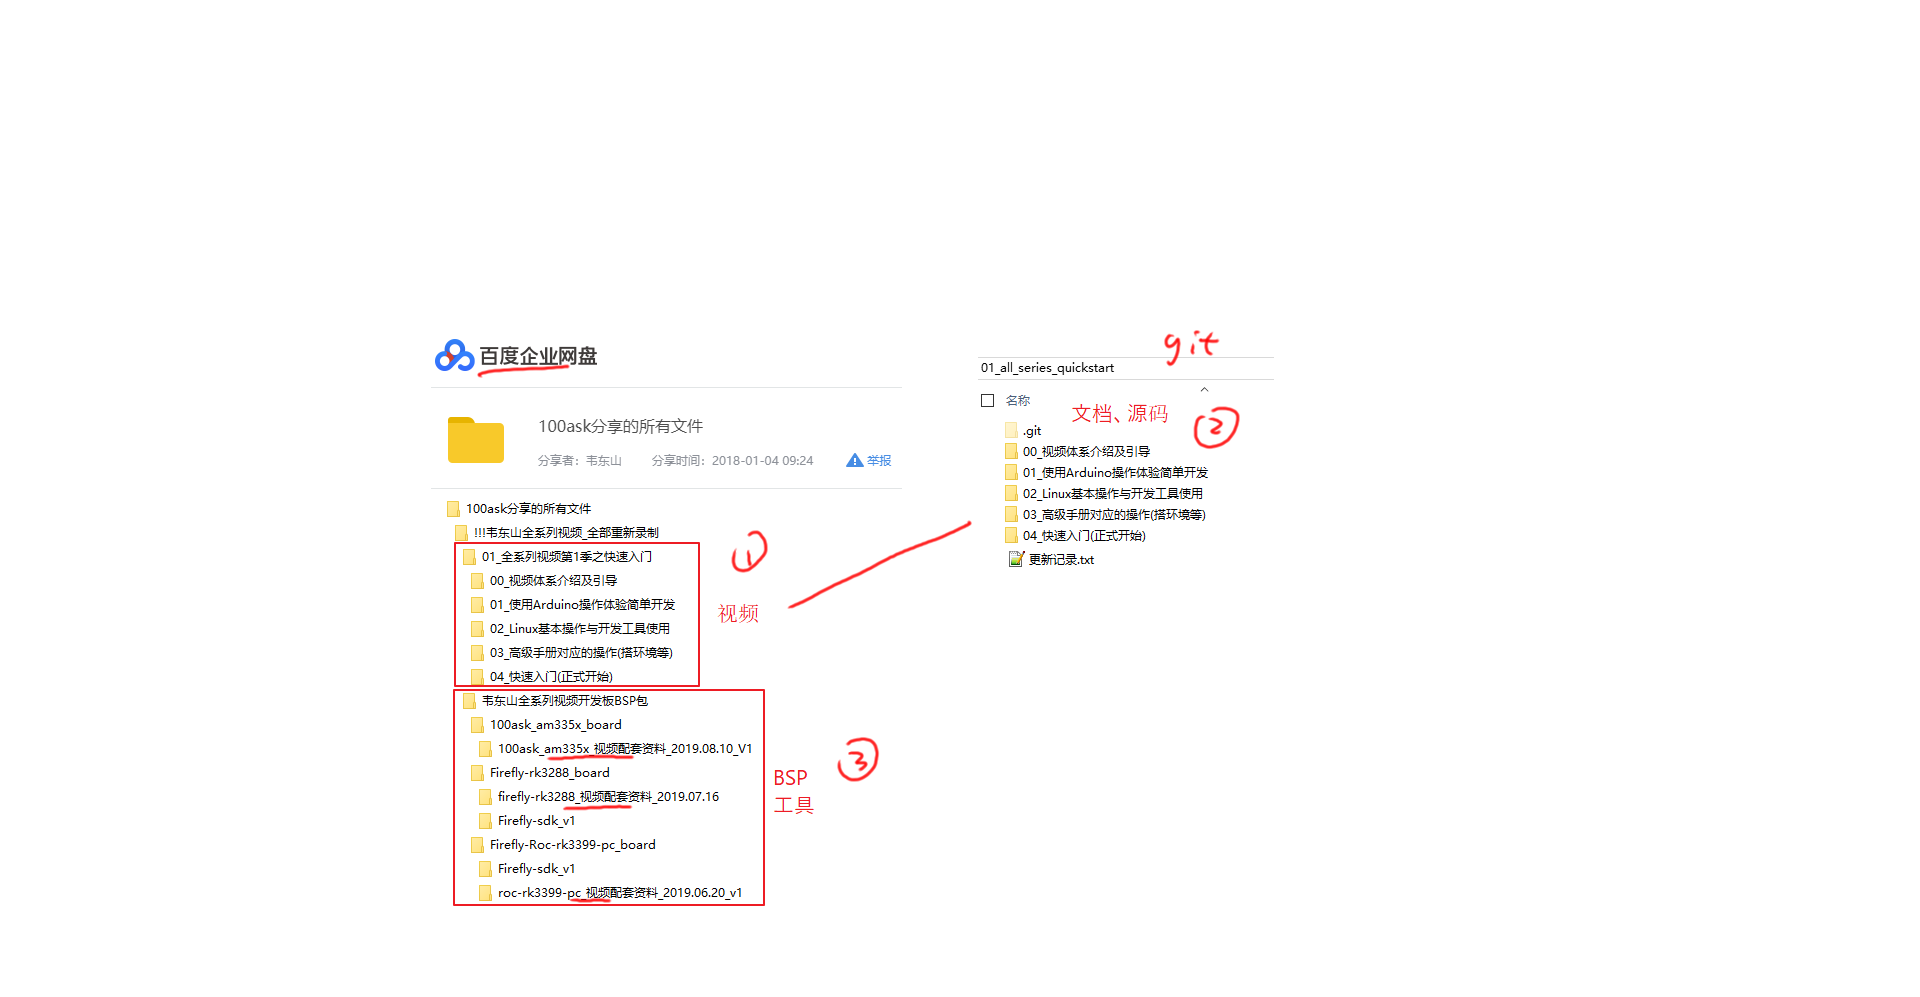 百度企业网盘
100ask分享的所有文件
分享者：韦东山 分享时间：2018-01-04 09:24 举报
100ask分享的所有文件
!!!韦东山全系列视频_全部重新录制
01_全系列视频第1季之快速入门
00_视频体系介绍及引导
01_使用Arduino操作体验简单开发
02_Linux基本操作与开发工具使用
03_高级手册对应的操作(搭环境等)
04_快速入门(正式开始)
①
视频
韦东山全系列视频开发板BSP包
100ask_am335x_board
100ask_am335x_视频配套资料_2019.08.10_V1
Firefly-rk3288_board
firefly-rk3288_视频配套资料_2019.07.16
Firefly-sdk_v1
Firefly-Roc-rk3399-pc_board
Firefly-sdk_v1
roc-rk3399-pc_视频配套资料_2019.06.20_v1
③
BSP
工具
git
01_all_series_quickstart
名称
文档、源码
②
.git
00_视频体系介绍及引导
01_使用Arduino操作体验简单开发
02_Linux基本操作与开发工具使用
03_高级手册对应的操作(搭环境等)
04_快速入门(正式开始)
更新记录.txt